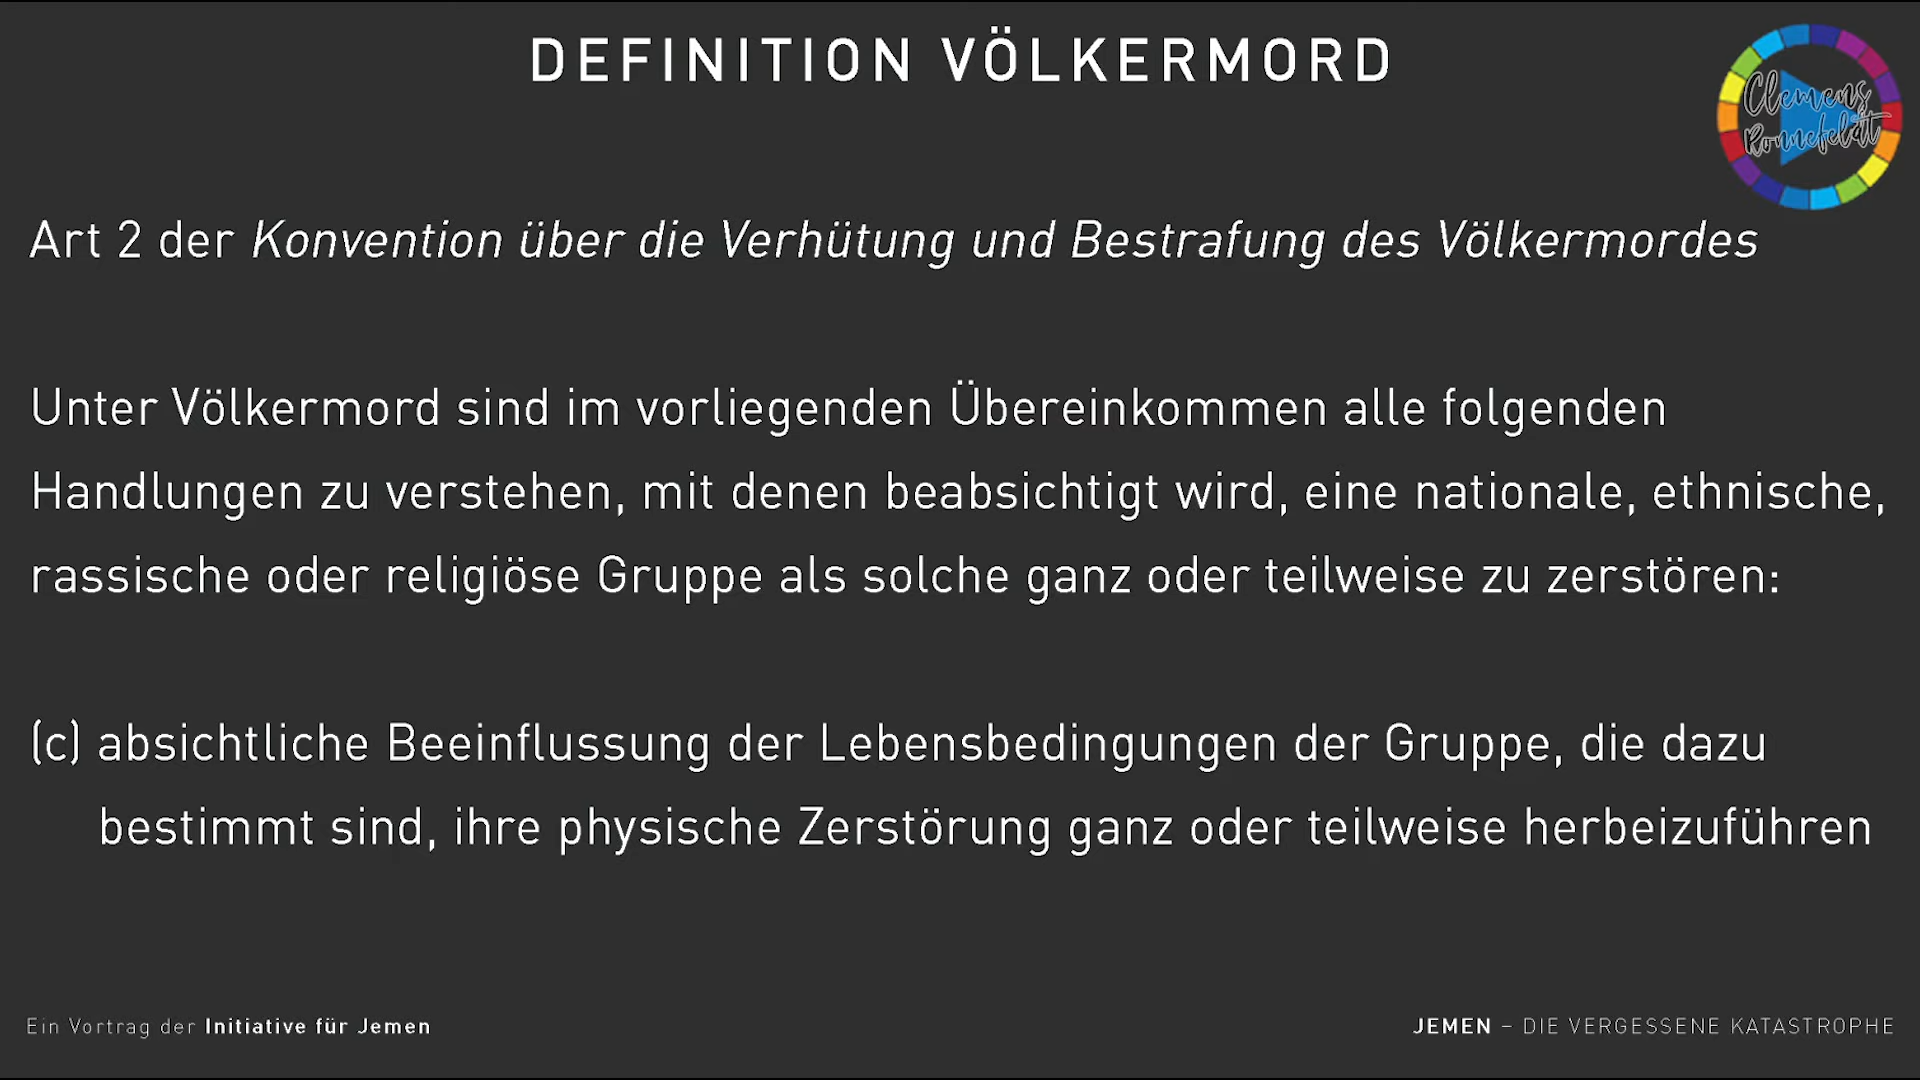 DEFINITION VÖLKERMORD
Clemens
Ronnefeldt
Art 2 der Konvention über die Verhütung und Bestrafung des Völkermordes
Unter Völkermord sind im vorliegenden Übereinkommen alle folgenden
Handlungen zu verstehen, mit denen beabsichtigt wird, eine nationale, ethnische,
rassische oder religiöse Gruppe als solche ganz oder teilweise zu zerstören:
(c) absichtliche Beeinflussung der Lebensbedingungen der Gruppe, die dazu
bestimmt sind, ihre physische Zerstörung ganz oder teilweise herbeizuführen
Ein Vortrag der Initiative für Jemen
JEMEN – DIE VERGESSENE KATASTROPHE